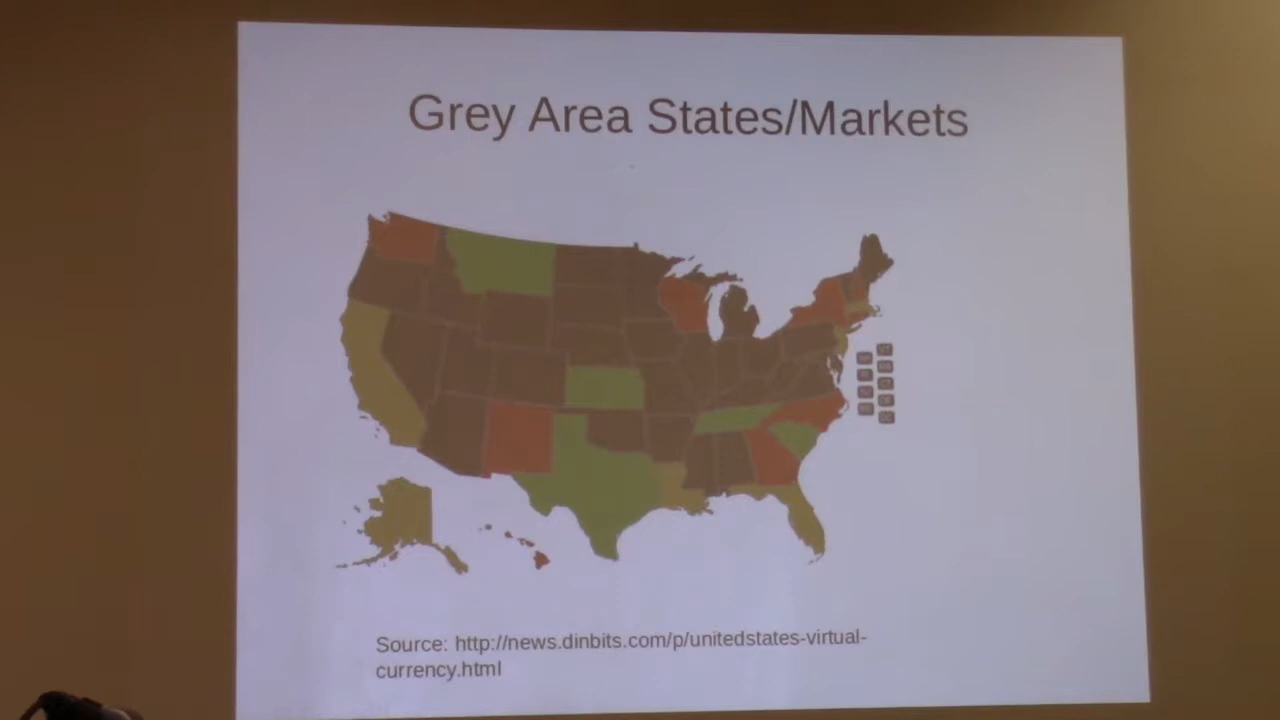 Grey Area States/Markets
Source: http://news.dinbits.com/p/unitedstates-virtual-
currency.html